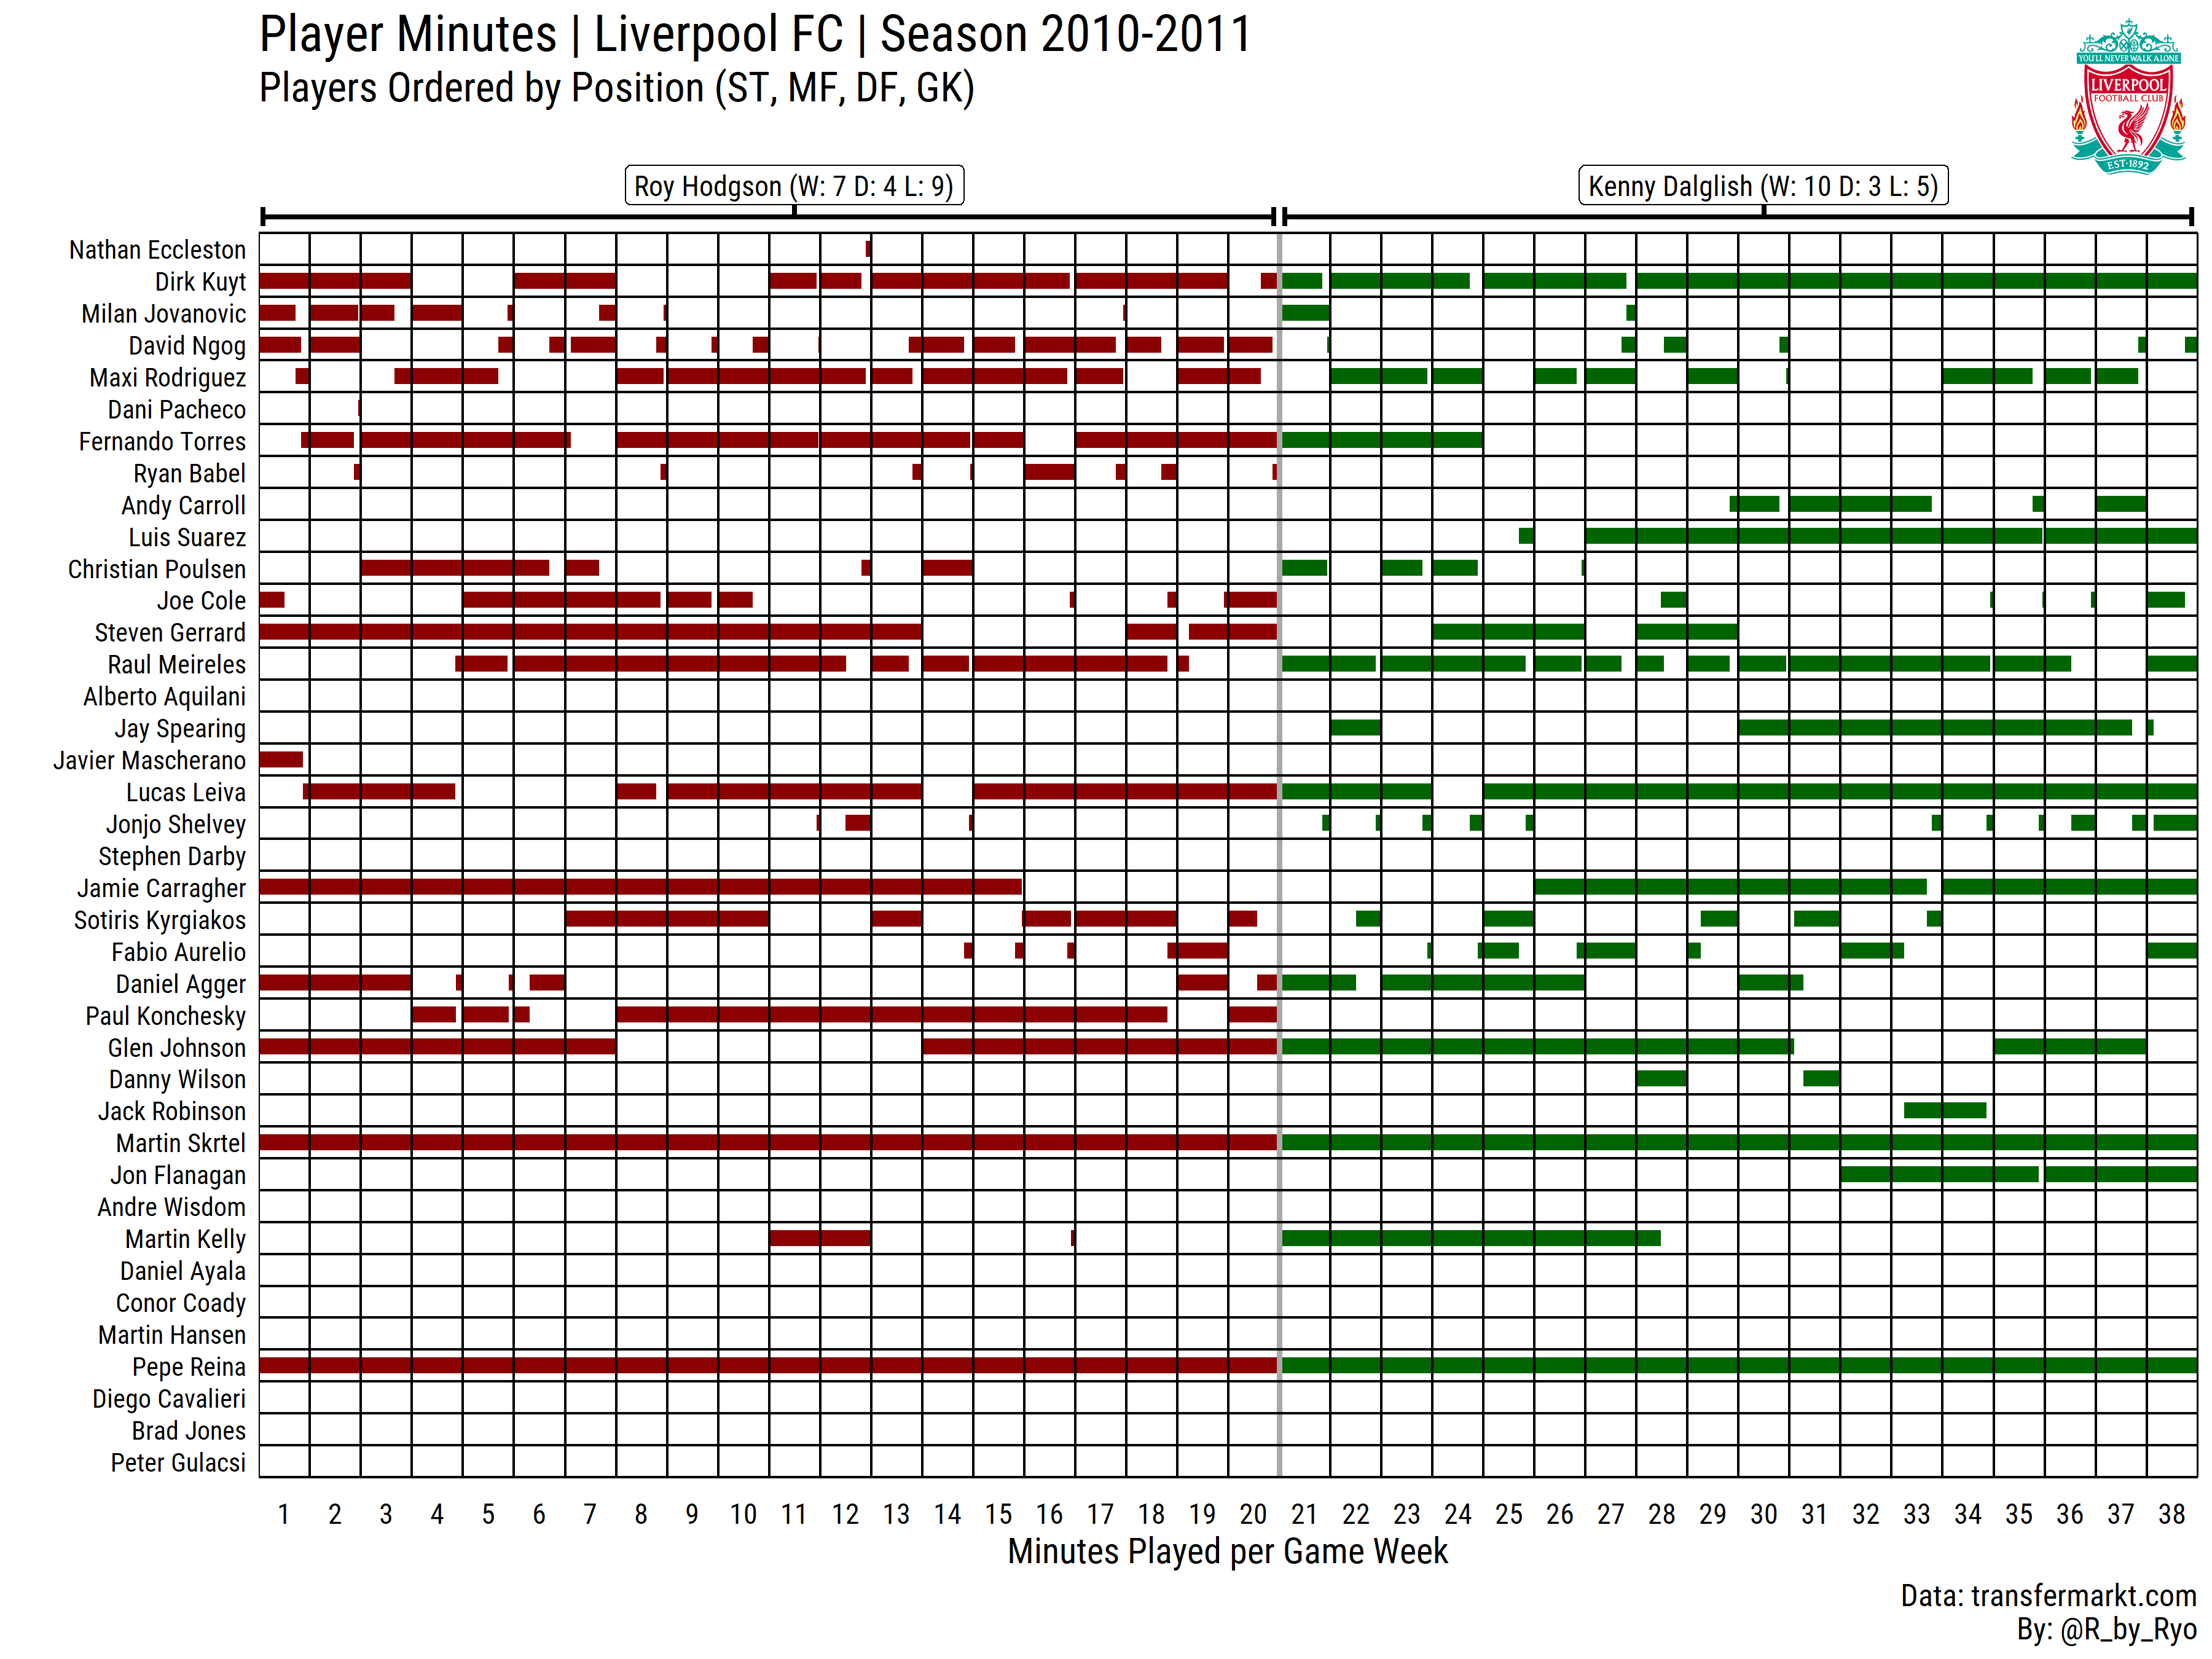 Player Minutes | Liverpool FC | Season 2010-2011
Players Ordered by Position (ST, MF, DF, GK)
YOU'LL NEVER WALK ALONE
LIVERPOOL
FOOTBALL CLUB
EST·1892
Roy Hodgson (W: 7 D: 4 L: 9)
Kenny Dalglish (W: 10 D: 3 L: 5)
Nathan Eccleston
Dirk Kuyt
Milan Jovanovic
David Ngog
Maxi Rodriguez
Dani Pacheco
Fernando Torres
Ryan Babel
Andy Carroll
Luis Suarez
Christian Poulsen
Joe Cole
Steven Gerrard
Raul Meireles
Alberto Aquilani
Jay Spearing
Javier Mascherano
Lucas Leiva
Jonjo Shelvey
Stephen Darby
Jamie Carragher
Sotiris Kyrgiakos
Fabio Aurelio
Daniel Agger
Paul Konchesky
Glen Johnson
Danny Wilson
Jack Robinson
Martin Skrtel
Jon Flanagan
Andre Wisdom
Martin Kelly
Daniel Ayala
Conor Coady
Martin Hansen
Pepe Reina
Diego Cavalieri
Brad Jones
Peter Gulacsi
1 2 3 4 5 6 7 8 9 10 11 12 13 14 15 16 17 18 19 20 21 22 23 24 25 26 27 28 29 30 31 32 33 34 35 36 37 38
Minutes Played per Game Week
Data: transfermarkt.com
By: @R_by_Ryo